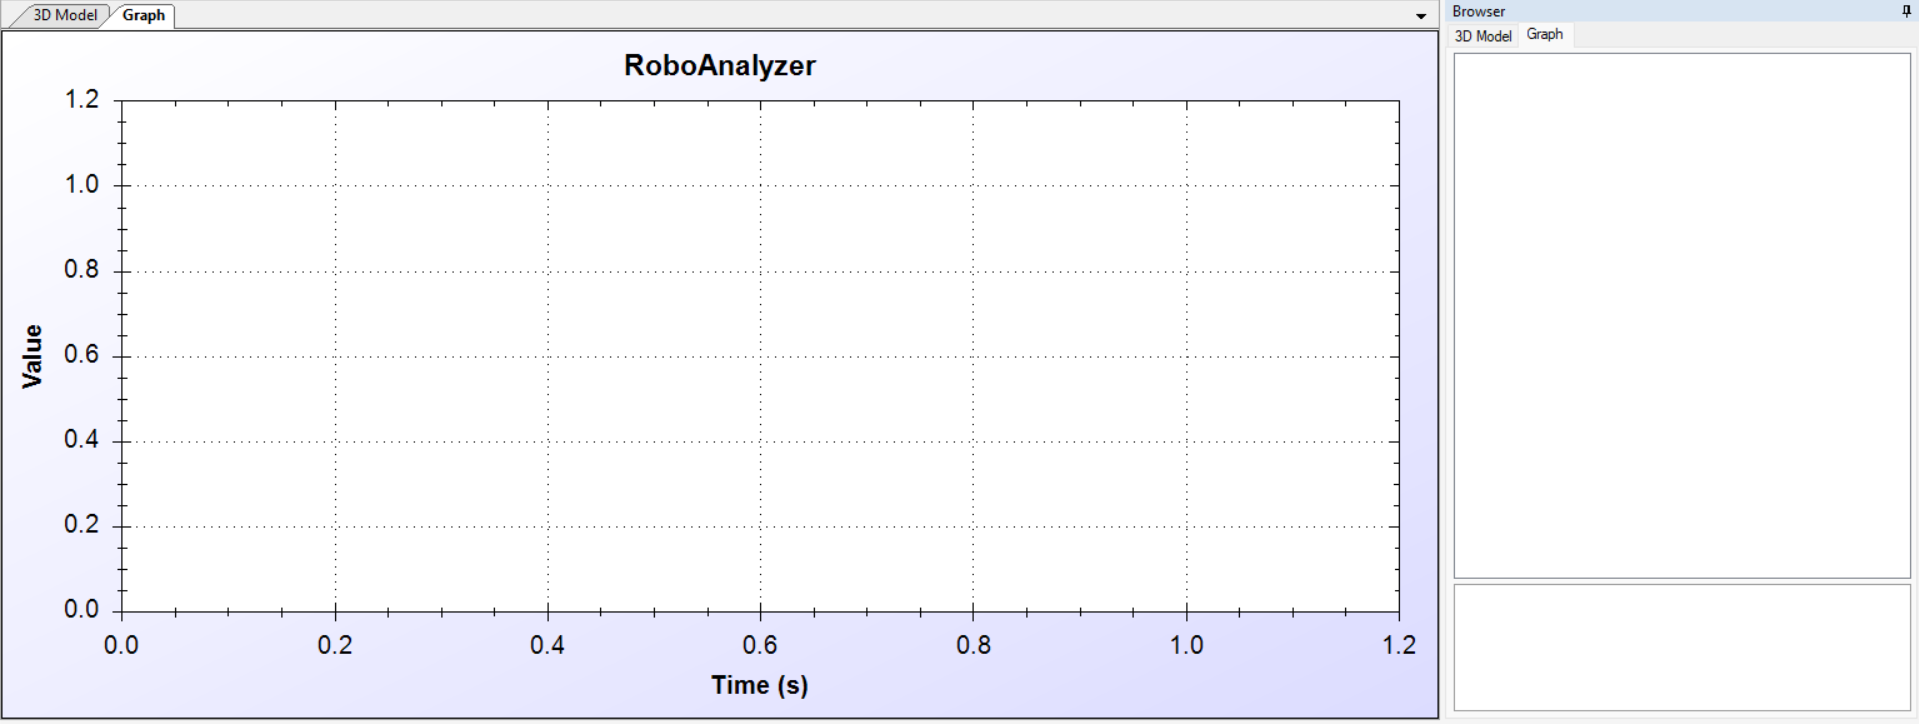 3D Model Graph
Browser
3D Model Graph
RoboAnalyzer
1.2
1.0
0.8
0.6
0.4
0.2
0.0
Value
0.0 0.2 0.4 0.6 0.8 1.0 1.2
Time (s)